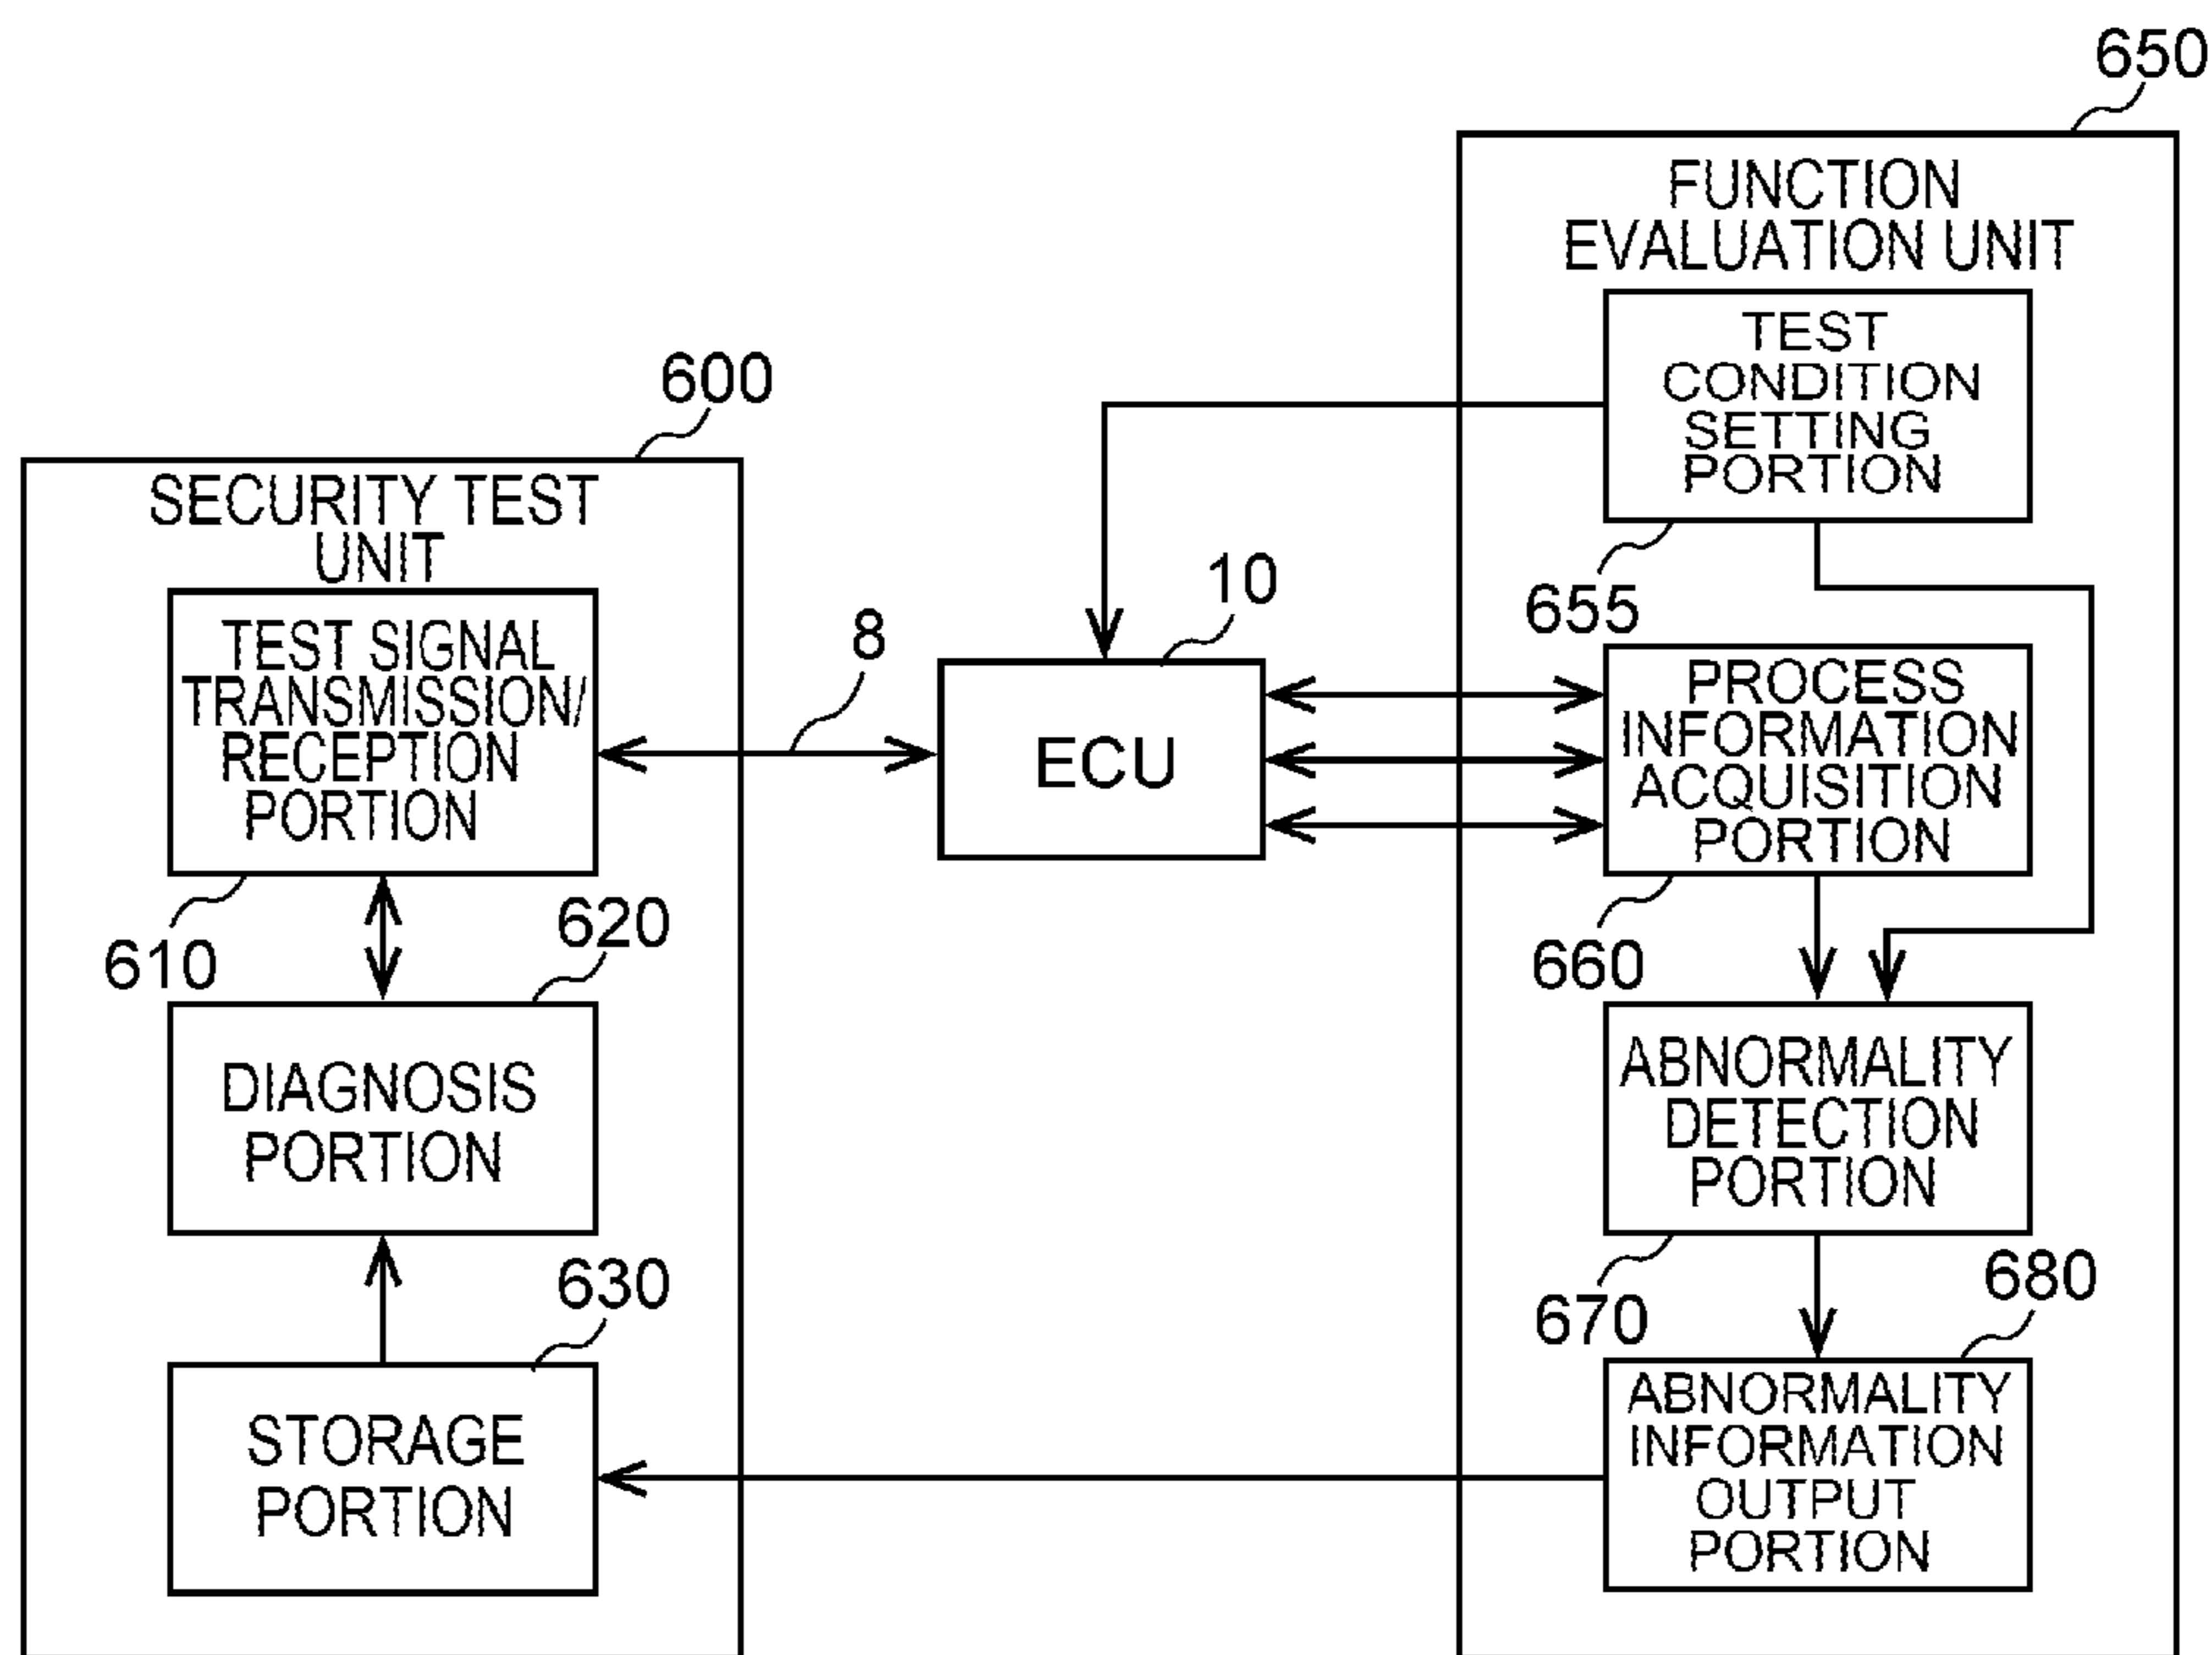 650
FUNCTION
EVALUATION UNIT
TEST
CONDITION
SETTING
PORTION
655
600
SECURITY TEST
UNIT
TEST SIGNAL
TRANSMISSION/
RECEPTION
PORTION
610
8
10
ECU
PROCESS
INFORMATION
ACQUISITION
PORTION
660
620
DIAGNOSIS
PORTION
ABNORMALITY
DETECTION
PORTION
670
630
STORAGE
PORTION
680
ABNORMALITY
INFORMATION
OUTPUT
PORTION